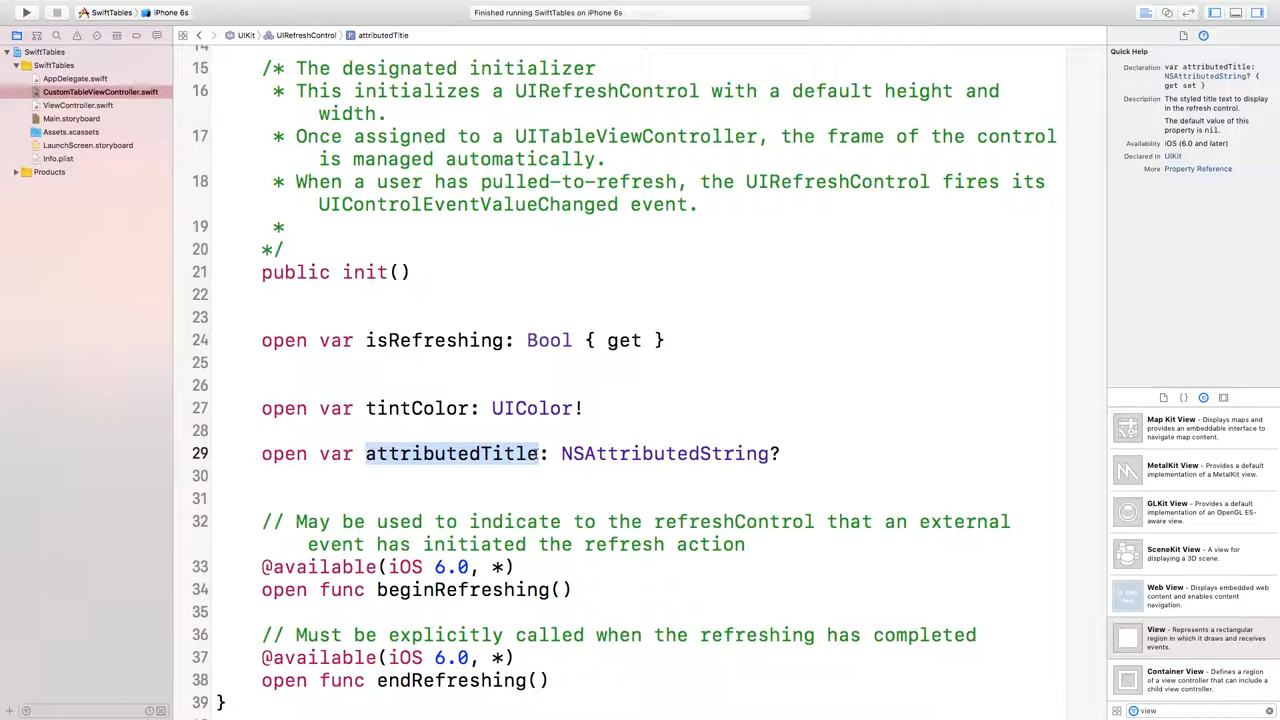 SwiftTables
iPhone 6s
Finished running SwiftTables on iPhone 6s
UIKit
UIRefreshControl
attributedTitle
SwiftTables
SwiftTables
AppDelegate.swift
CustomTableViewController.swift
ViewController.swift
Main.storyboard
Assets.xcassets
LaunchScreen.storyboard
Info.plist
Products
14
15 /* The designated initializer
16 * This initializes a UIRefreshControl with a default height and
width.
17 * Once assigned to a UITableViewController, the frame of the control
is managed automatically.
18 * When a user has pulled-to-refresh, the UIRefreshControl fires its
UIControlEventValueChanged event.
19 *
20 */
21 public init()
22
23
24 open var isRefreshing: Bool { get }
25
26
27 open var tintColor: UIColor!
28
29 open var attributedTitle: NSAttributedString?
30
31
32 // May be used to indicate to the refreshControl that an external
event has initiated the refresh action
33 @available(iOS 6.0, *)
34 open func beginRefreshing()
35
36 // Must be explicitly called when the refreshing has completed
37 @available(iOS 6.0, *)
38 open func endRefreshing()
39 }
Quick Help
Declaration var attributedTitle:
NSAttributedString? {
get set }
Description The styled title text to display
in the refresh control.
The default value of this
property is nil.
Availability iOS (6.0 and later)
Declared In UIKit
More Property Reference
{ }
Map Kit View - Displays maps and
provides an embeddable interface to
navigate map content.
MetalKit View - Provides a default
implementation of a MetalKit view.
GLKit View - Provides a default
implementation of an OpenGL ES-
aware view.
SceneKit View - A view for
displaying a 3D scene.
Web View - Displays embedded web
content and enables content
navigation.
View - Represents a rectangular
region in which it draws and receives
events.
Container View - Defines a region
of a view controller that can include a
child view controller.
view